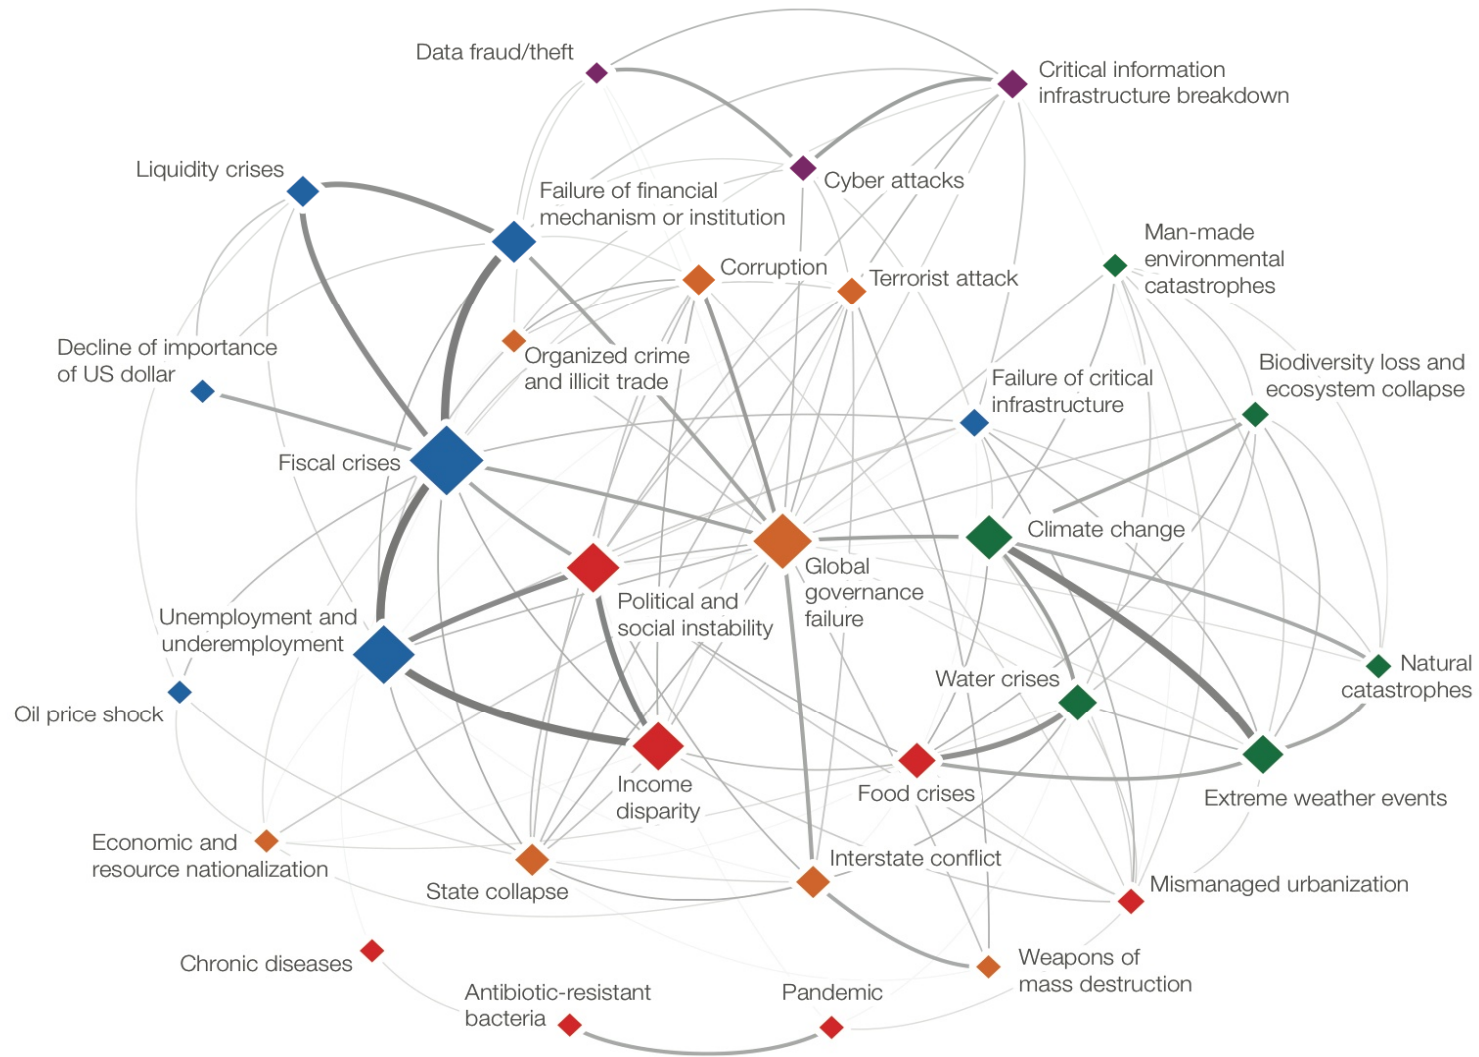 Data fraud/theft
Critical information
infrastructure breakdown
Liquidity crises
Failure of financial
mechanism or institution
Cyber attacks
Man-made
environmental
catastrophes
Corruption
Terrorist attack
Decline of importance
of US dollar
Organized crime
and illicit trade
Failure of critical
infrastructure
Biodiversity loss and
ecosystem collapse
Fiscal crises
Climate change
Global
governance
failure
Political and
social instability
Unemployment and
underemployment
Water crises
Natural
catastrophes
Oil price shock
Income
disparity
Food crises
Extreme weather events
Economic and
resource nationalization
State collapse
Interstate conflict
Mismanaged urbanization
Chronic diseases
Weapons of
mass destruction
Antibiotic-resistant
bacteria
Pandemic